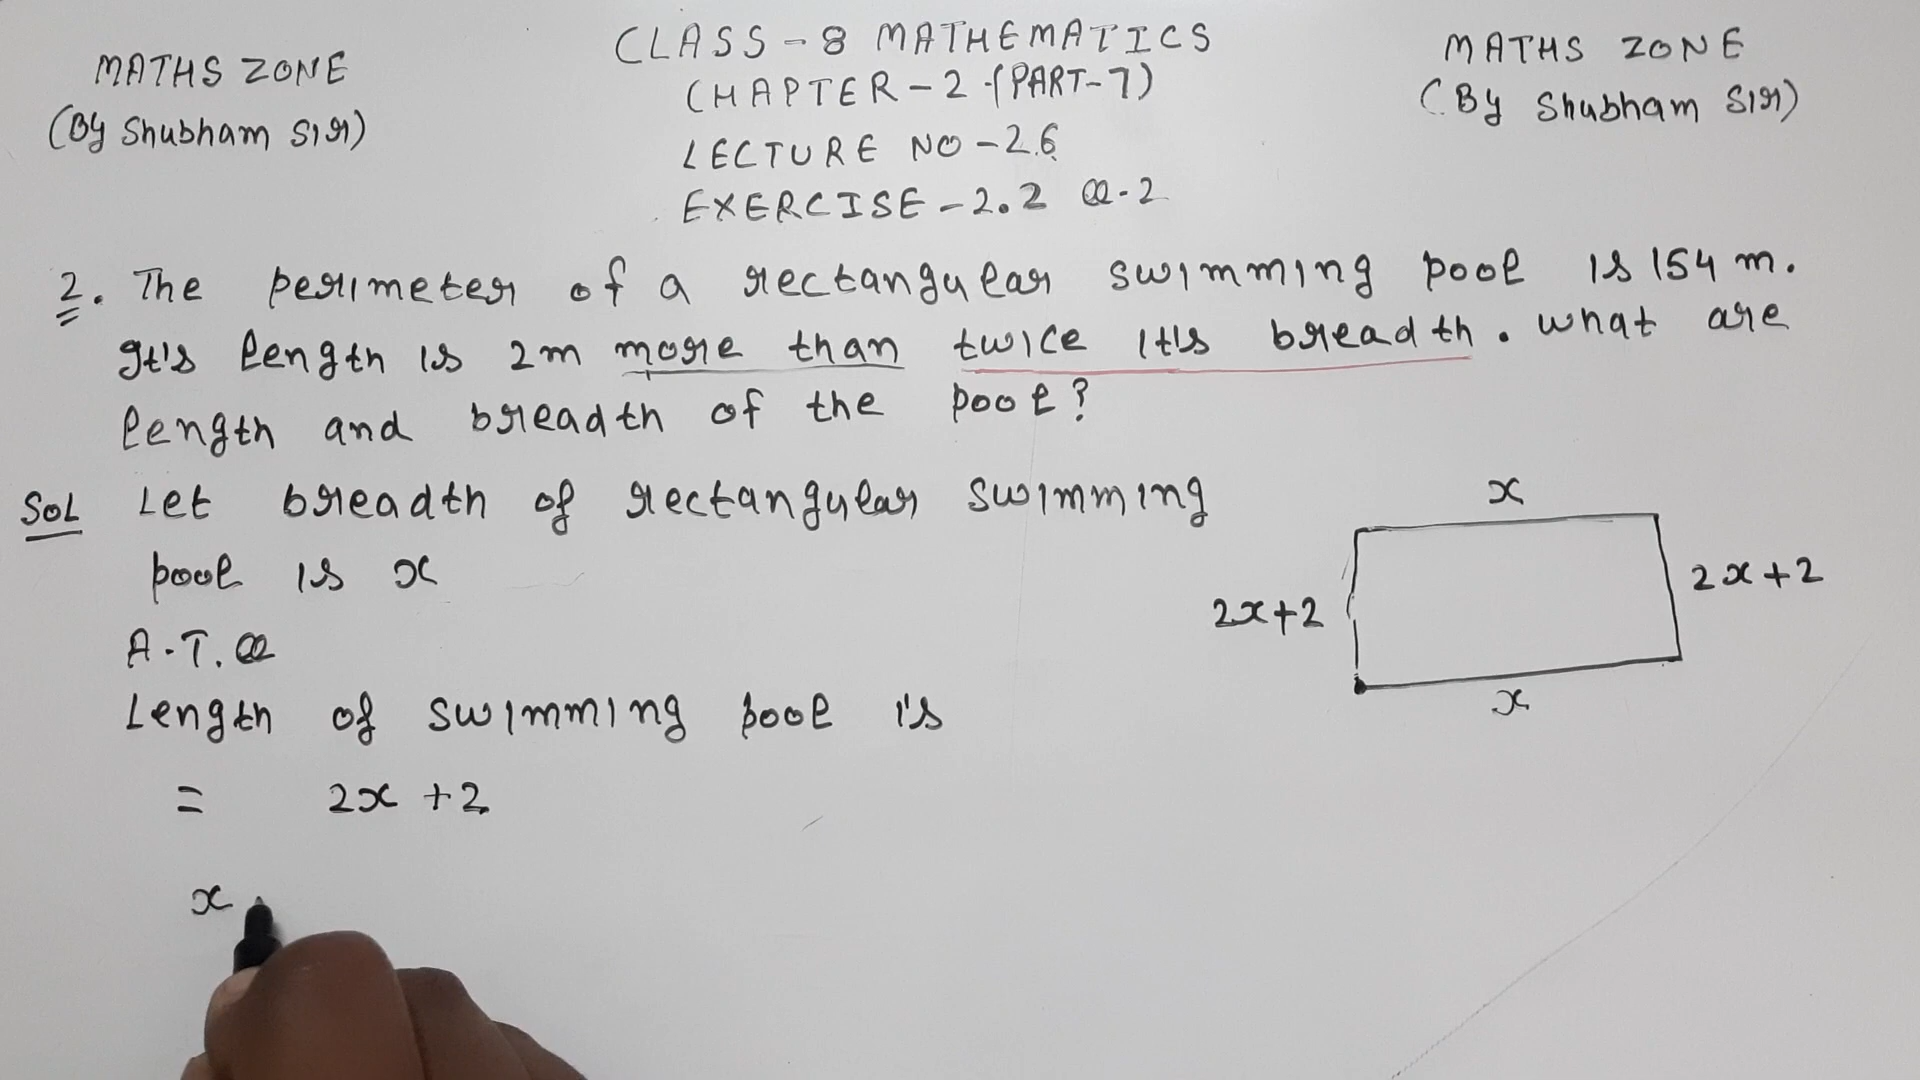 MATHS ZONE
(By Shubham Sir)
CLASS-8 MATHEMATICS
CHAPTER-2 (PART-7)
LECTURE NO-26
EXERCISE-2.2 Q-2
MATHS ZONE
(By Shubham Sir)
2. The perimeter of a rectangular swimming pool is 154 m.
It's length is 2m more than twice it's breadth. what are
length and breadth of the pool?
Sol Let breadth of rectangular swimming
pool is x
A.T.Q
Length of swimming pool is
= 2x+2
x
x
2x+2
2x+2
x